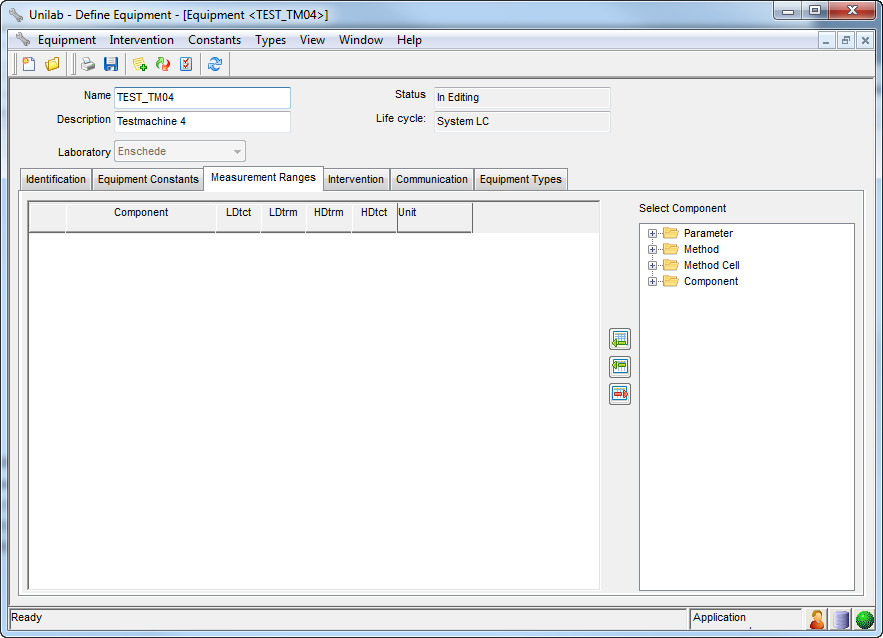 Unilab - Define Equipment - [Equipment <TEST_TM04>]
Equipment Intervention Constants Types View Window Help
Name TEST_TM04 Status In Editing
Description Testmachine 4 Life cycle: System LC
Laboratory Enschede
Identification Equipment Constants Measurement Ranges Intervention Communication Equipment Types
Component LDtct LDtrm HDtrm HDtct Unit
Select Component
Parameter
Method
Method Cell
Component
Ready Application